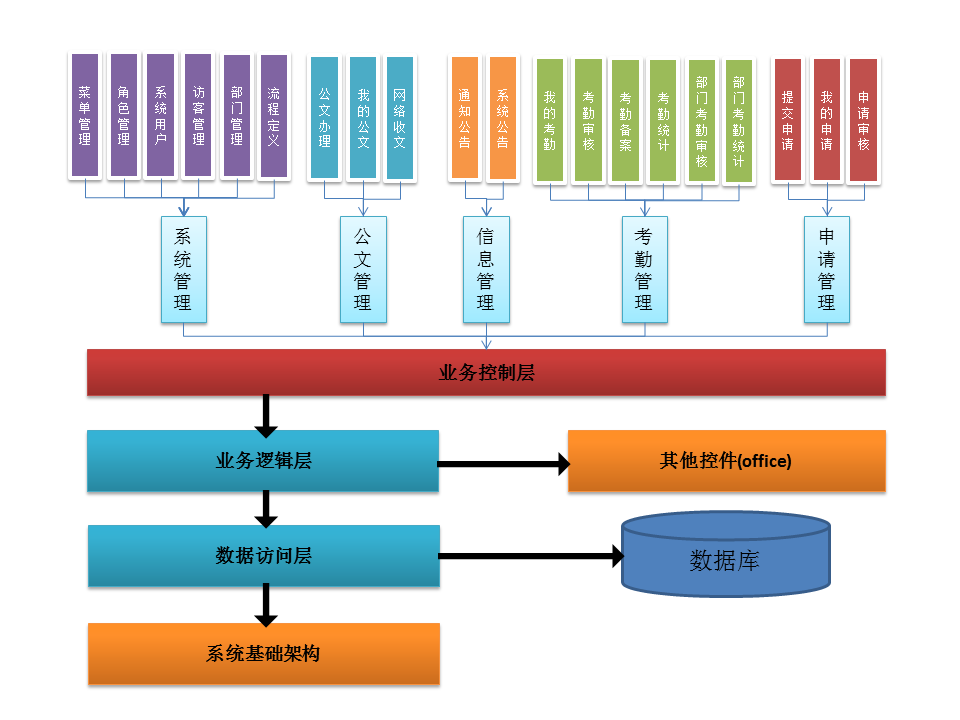 菜单管理
角色管理
系统用户
访客管理
部门管理
流程定义
公文办理
我的公文
网络收文
通知公告
系统公告
我的考勤
考勤审核
考勤备案
考勤统计
部门考勤审核
部门考勤统计
提交申请
我的申请
申请审核
系统管理
公文管理
信息管理
考勤管理
申请管理
业务控制层
业务逻辑层
其他控件(office)
数据访问层
数据库
系统基础架构